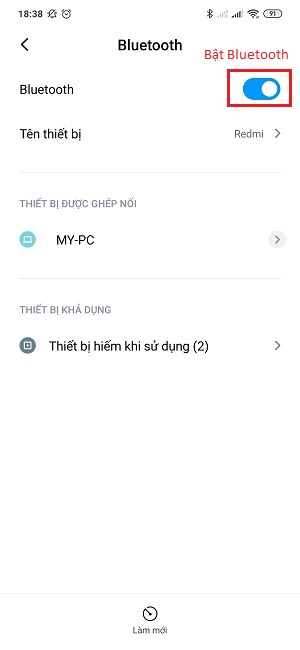 18:38
91
Bluetooth
Bật Bluetooth
Bluetooth
Tên thiết bị
Redmi
THIẾT BỊ ĐƯỢC GHÉP NỐI
MY-PC
THIẾT BỊ KHẢ DỤNG
Thiết bị hiếm khi sử dụng (2)
Làm mới